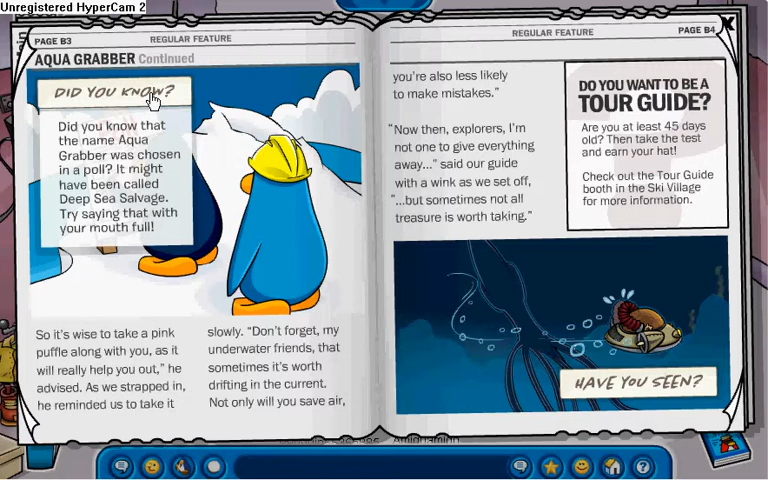 Unregistered HyperCam 2
PAGE B3
REGULAR FEATURE
AQUA GRABBER Continued
DID YOU KNOW?
Did you know that
the name Aqua
Grabber was chosen
in a poll? It might
have been called
Deep Sea Salvage.
Try saying that with
your mouth full!
So it's wise to take a pink
puffle along with you, as it
will really help you out," he
advised. As we strapped in,
he reminded us to take it
slowly. "Don't forget, my
underwater friends, that
sometimes it's worth
drifting in the current.
Not only will you save air,
REGULAR FEATURE
PAGE B4
X
you're also less likely
to make mistakes."
"Now then, explorers, I'm
not one to give everything
away..." said our guide
with a wink as we set off,
"...but sometimes not all
treasure is worth taking."
DO YOU WANT TO BE A
TOUR GUIDE?
Are you at least 45 days
old? Then take the test
and earn your hat!
Check out the Tour Guide
booth in the Ski Village
for more information.
HAVE YOU SEEN?
?